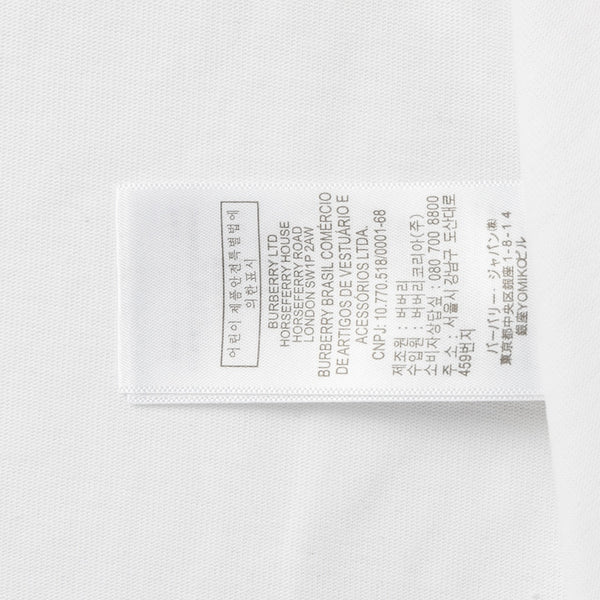 어린이 제품안전특별법에
의한표시
BURBERRY LTD
HORSEFERRY HOUSE
HORSEFERRY ROAD
LONDON SW1P 2AW
BURBERRY BRASIL COMÉRCIO
DE ARTIGOS DE VESTUÁRIO E
ACESSÓRIOS LTDA.
CNPJ: 10.770.518/0001-68
제조원 : 버버리
수입원 : 버버리코리아(주)
소비자상담실 : 080 700 8800
주 소 : 서울시 강남구 도산대로
459번지
バーバリー・ジャパン(株)
東京都中央区銀座 1-8-14
銀座YOMIKOビル